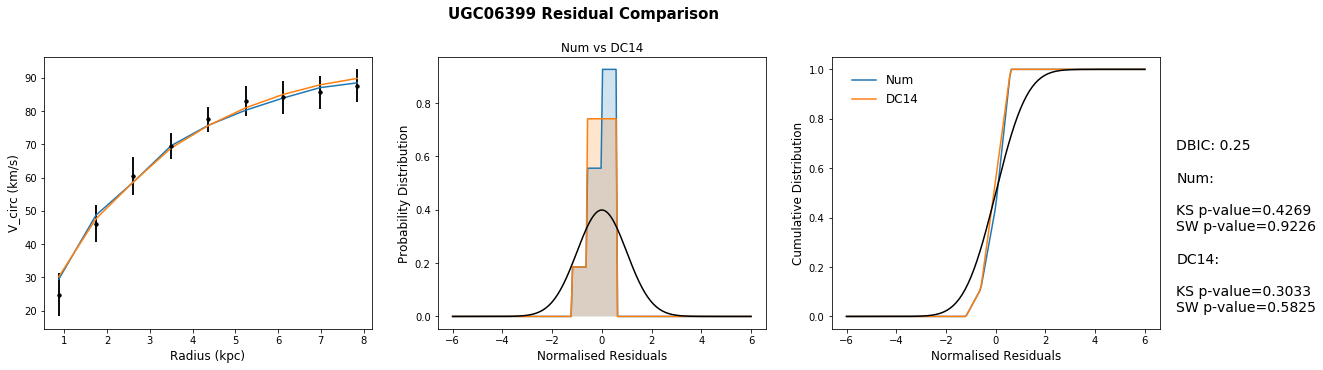 UGC06399 Residual Comparison
V_circ (km/s)
90
80
70
60
50
40
30
20
1 2 3 4 5 6 7 8
Radius (kpc)
Num vs DC14
Probability Distribution
0.8
0.6
0.4
0.2
0.0
−6 −4 −2 0 2 4 6
Normalised Residuals
Cumulative Distribution
1.0
0.8
0.6
0.4
0.2
0.0
Num
DC14
−6 −4 −2 0 2 4 6
Normalised Residuals
DBIC: 0.25
Num:
KS p-value=0.4269
SW p-value=0.9226
DC14:
KS p-value=0.3033
SW p-value=0.5825